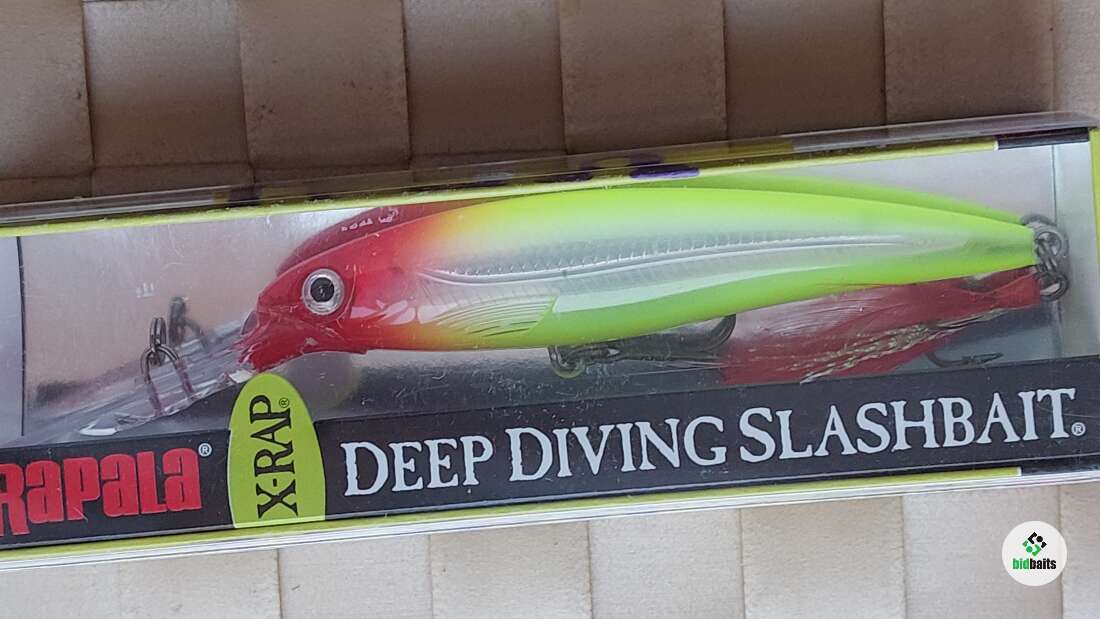 Rapala®
X-RAP®
DEEP DIVING SLASHBAIT®
bidbaits